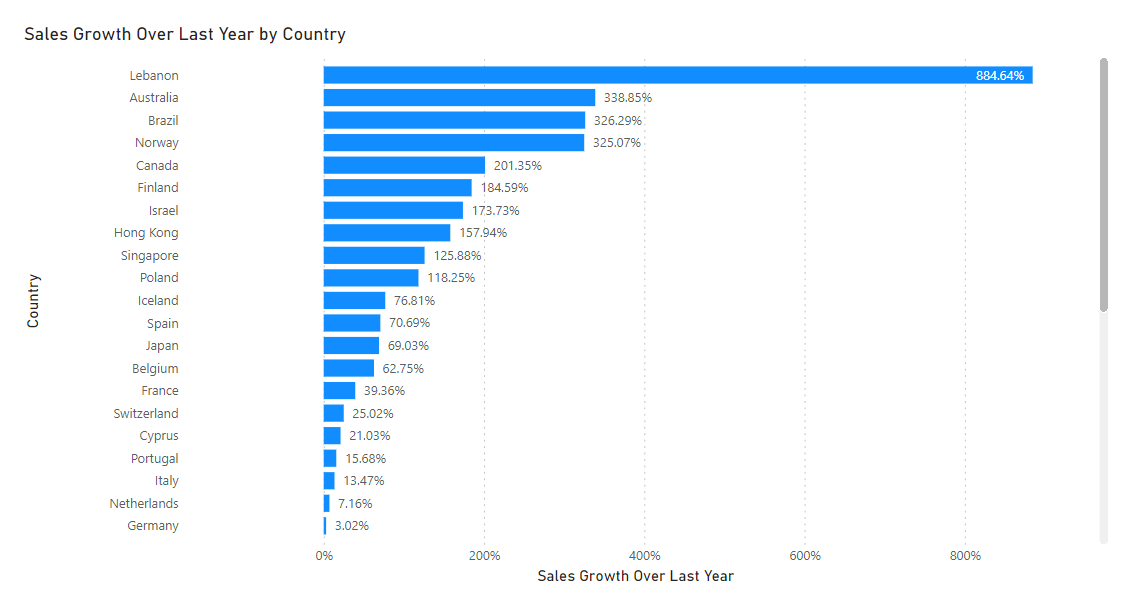 Sales Growth Over Last Year by Country
Country
Lebanon 884.64%
Australia 338.85%
Brazil 326.29%
Norway 325.07%
Canada 201.35%
Finland 184.59%
Israel 173.73%
Hong Kong 157.94%
Singapore 125.88%
Poland 118.25%
Iceland 76.81%
Spain 70.69%
Japan 69.03%
Belgium 62.75%
France 39.36%
Switzerland 25.02%
Cyprus 21.03%
Portugal 15.68%
Italy 13.47%
Netherlands 7.16%
Germany 3.02%
0% 200% 400% 600% 800%
Sales Growth Over Last Year